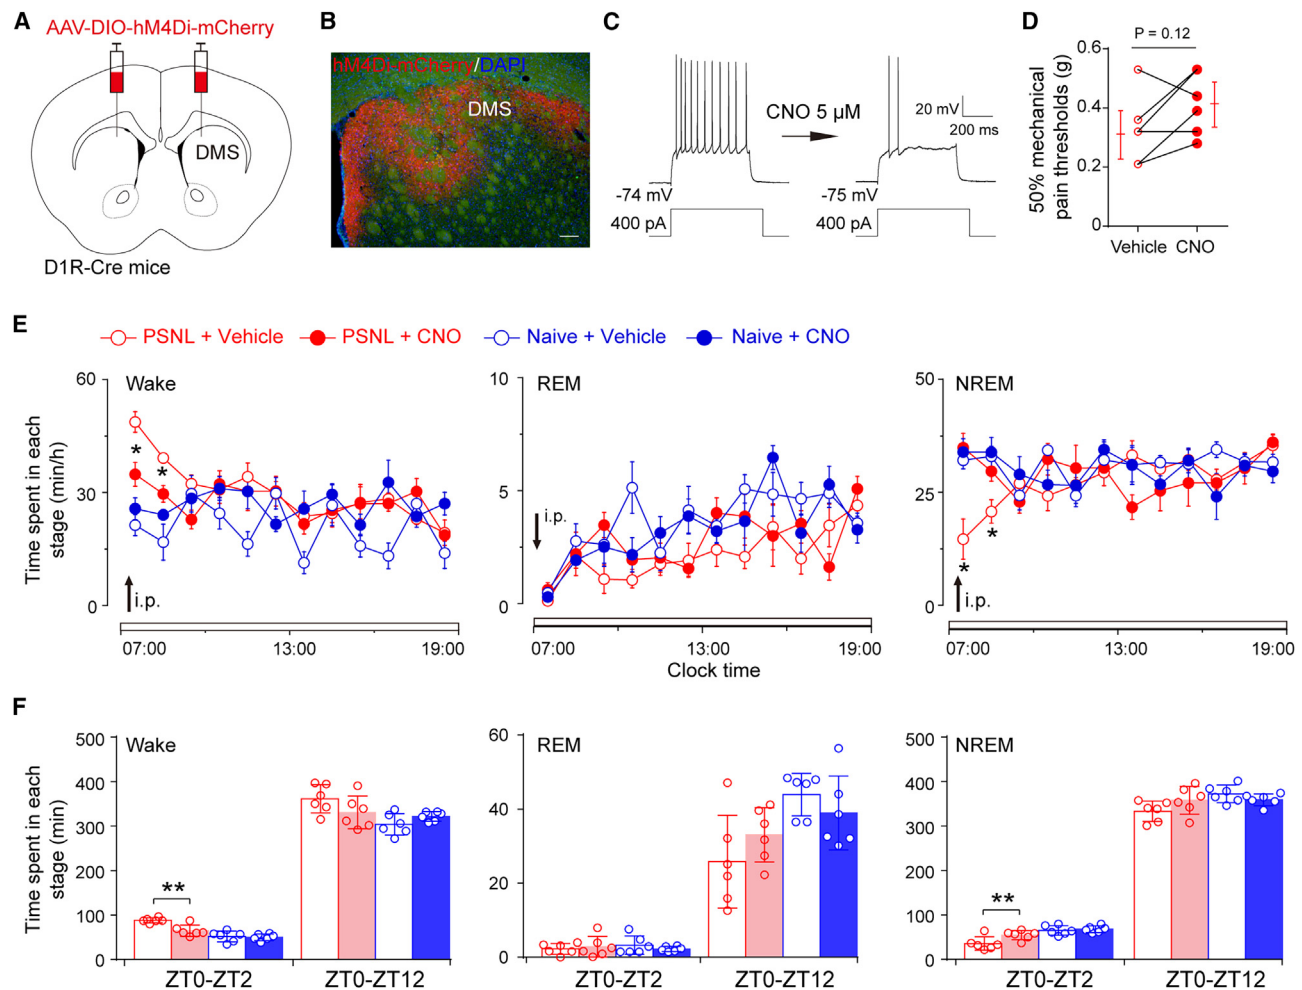 A
AAV-DIO-hM4Di-mCherry
DMS
D1R-Cre mice
B
hM4Di-mCherry/DAPI
DMS
C
CNO 5 µM
20 mV
200 ms
-74 mV
-75 mV
400 pA
400 pA
D
P = 0.12
50% mechanical
pain thresholds (g)
0.6
0.4
0.2
0
Vehicle CNO
E
PSNL + Vehicle PSNL + CNO Naive + Vehicle Naive + CNO
Time spent in each
stage (min/h)
Wake
60
30
0
*
*
i.p.
07:00 13:00 19:00
REM
10
5
0
i.p.
07:00 13:00 19:00
Clock time
NREM
50
25
0
*
*
i.p.
07:00 13:00 19:00
F
Time spent in each
stage (min)
Wake
500
400
300
200
100
0
**
ZT0-ZT2 ZT0-ZT12
REM
60
40
20
0
ZT0-ZT2 ZT0-ZT12
NREM
500
400
300
200
100
0
**
ZT0-ZT2 ZT0-ZT12